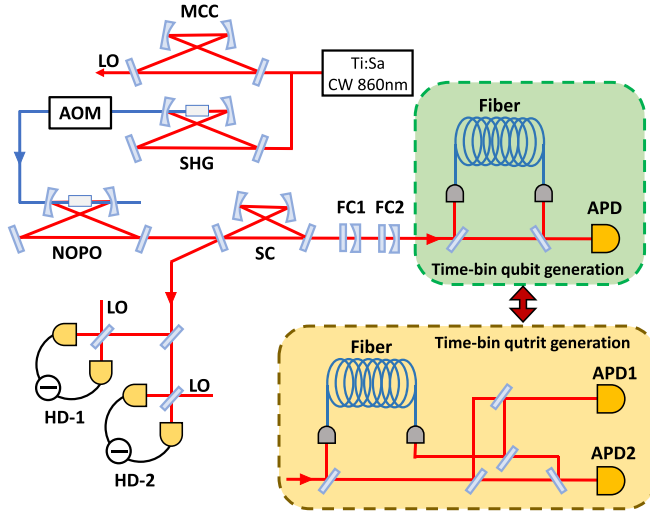 MCC
LO
Ti:Sa
CW 860nm
AOM
SHG
Fiber
FC1
FC2
APD
NOPO
SC
Time-bin qubit generation
LO
Time-bin qutrit generation
Fiber
APD1
LO
HD-1
APD2
HD-2